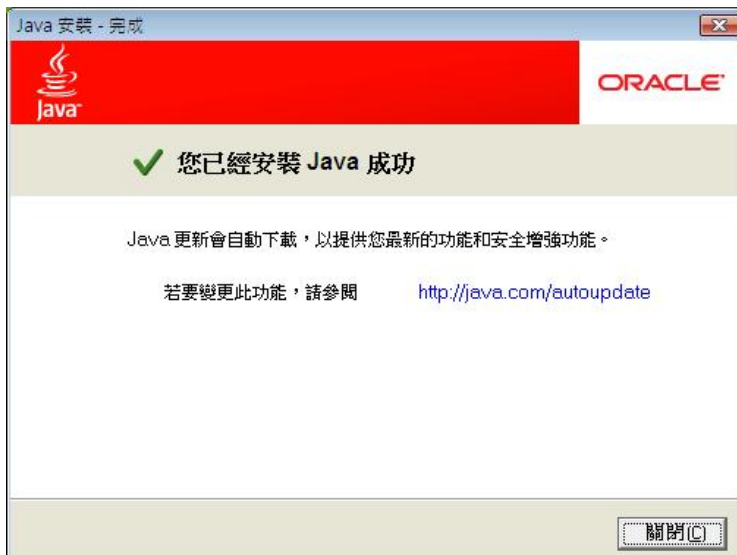 Java 安裝 - 完成
Java
ORACLE
您已經安裝 Java 成功
Java 更新會自動下載，以提供您最新的功能和安全增強功能。
若要變更此功能，請參閱 http://java.com/autoupdate
關閉(C)